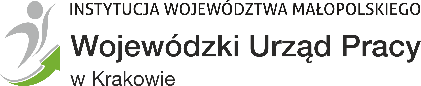 INSTYTUCJA WOJEWÓDZTWA MAŁOPOLSKIEGO
Wojewódzki Urząd Pracy
w Krakowie